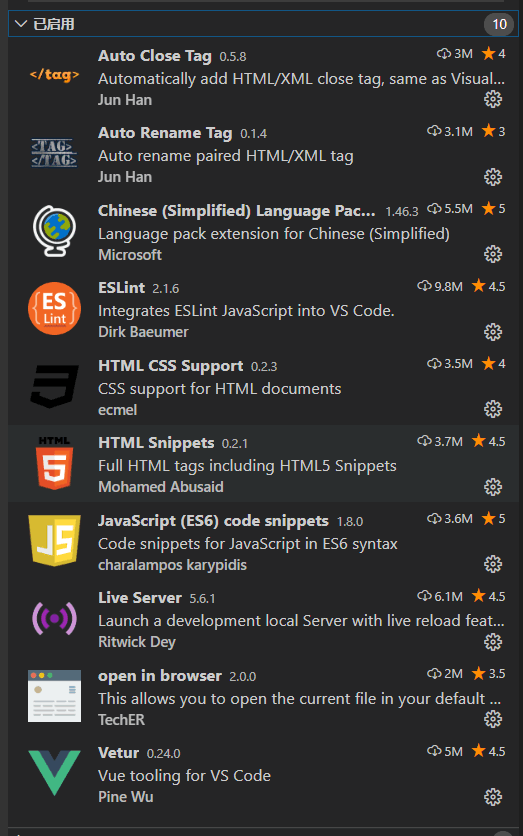 已启用 10
Auto Close Tag 0.5.8 3M 4
</tag> Automatically add HTML/XML close tag, same as Visual...
Jun Han
Auto Rename Tag 0.1.4 3.1M 3
<TAG>
</TAG>
Auto rename paired HTML/XML tag
Jun Han
Chinese (Simplified) Language Pac... 1.46.3 5.5M 5
Language pack extension for Chinese (Simplified)
Microsoft
ESLint 2.1.6 9.8M 4.5
ES
Lint
Integrates ESLint JavaScript into VS Code.
Dirk Baeumer
HTML CSS Support 0.2.3 3.5M 4
CSS support for HTML documents
ecmel
HTML
5
HTML Snippets 0.2.1 3.7M 4.5
Full HTML tags including HTML5 Snippets
Mohamed Abusaid
JavaScript (ES6) code snippets 1.8.0 3.6M 5
JS Code snippets for JavaScript in ES6 syntax
charalampos karypidis
Live Server 5.6.1 6.1M 4.5
Launch a development local Server with live reload feat...
Ritwick Dey
open in browser 2.0.0 2M 3.5
This allows you to open the current file in your default ...
TechER
Vetur 0.24.0 5M 4.5
Vue tooling for VS Code
Pine Wu